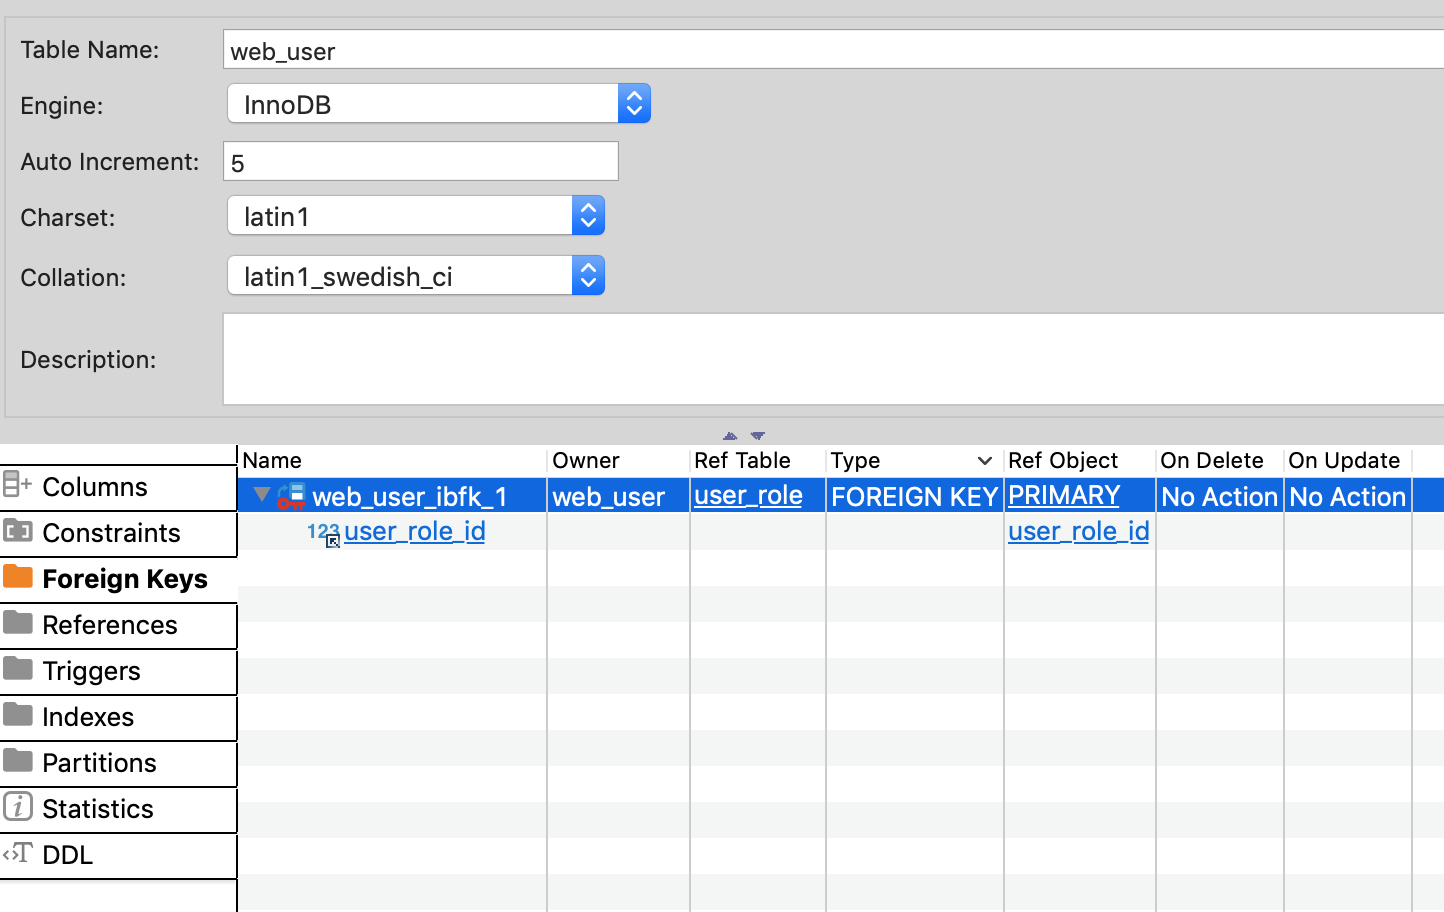 Table Name: web_user
Engine: InnoDB
Auto Increment: 5
Charset: latin1
Collation: latin1_swedish_ci
Description:
Name Owner Ref Table Type Ref Object On Delete On Update
web_user_ibfk_1 web_user user_role FOREIGN KEY PRIMARY No Action No Action
123 user_role_id user_role_id
Columns
Constraints
Foreign Keys
References
Triggers
Indexes
Partitions
Statistics
DDL